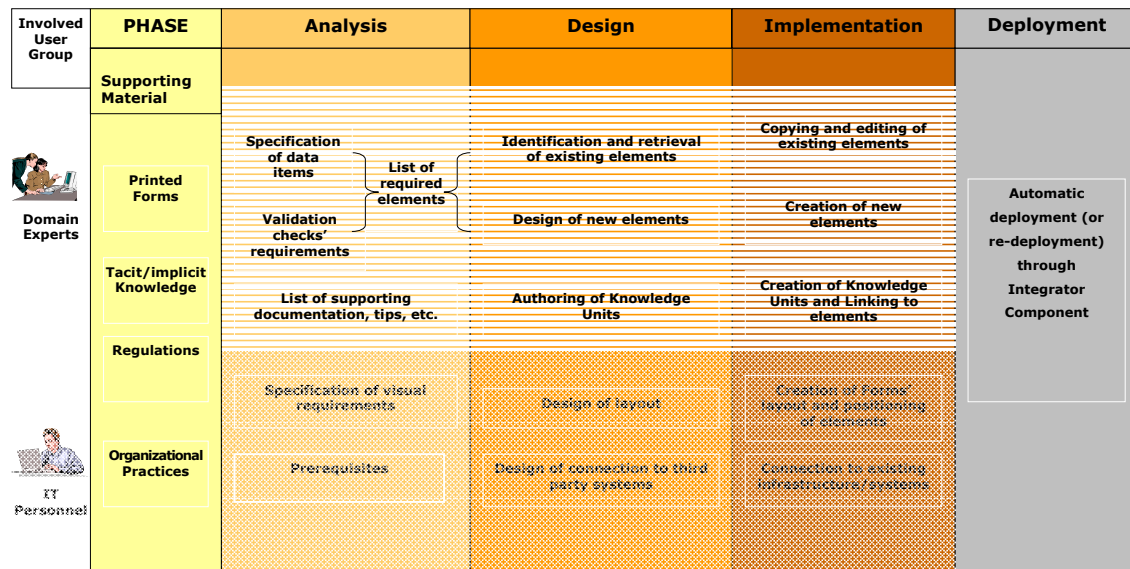 Involved
User
Group
PHASE
Analysis
Design
Implementation
Deployment
Supporting
Material
Domain
Experts
IT
Personnel
Printed
Forms
Tacit/implicit
Knowledge
Regulations
Organizational
Practices
Specification
of data
items
Validation
checks’
requirements
List of
required
elements
List of supporting
documentation, tips, etc.
Specification of visual
requirements
Prerequisites
Identification and retrieval
of existing elements
Design of new elements
Authoring of Knowledge
Units
Design of layout
Design of connection to third
party systems
Copying and editing of
existing elements
Creation of new
elements
Creation of Knowledge
Units and Linking to
elements
Creation of Forms’
layout and positioning
of elements
Connection to existing
infrastructure/systems
Automatic
deployment (or
re-deployment)
through
Integrator
Component